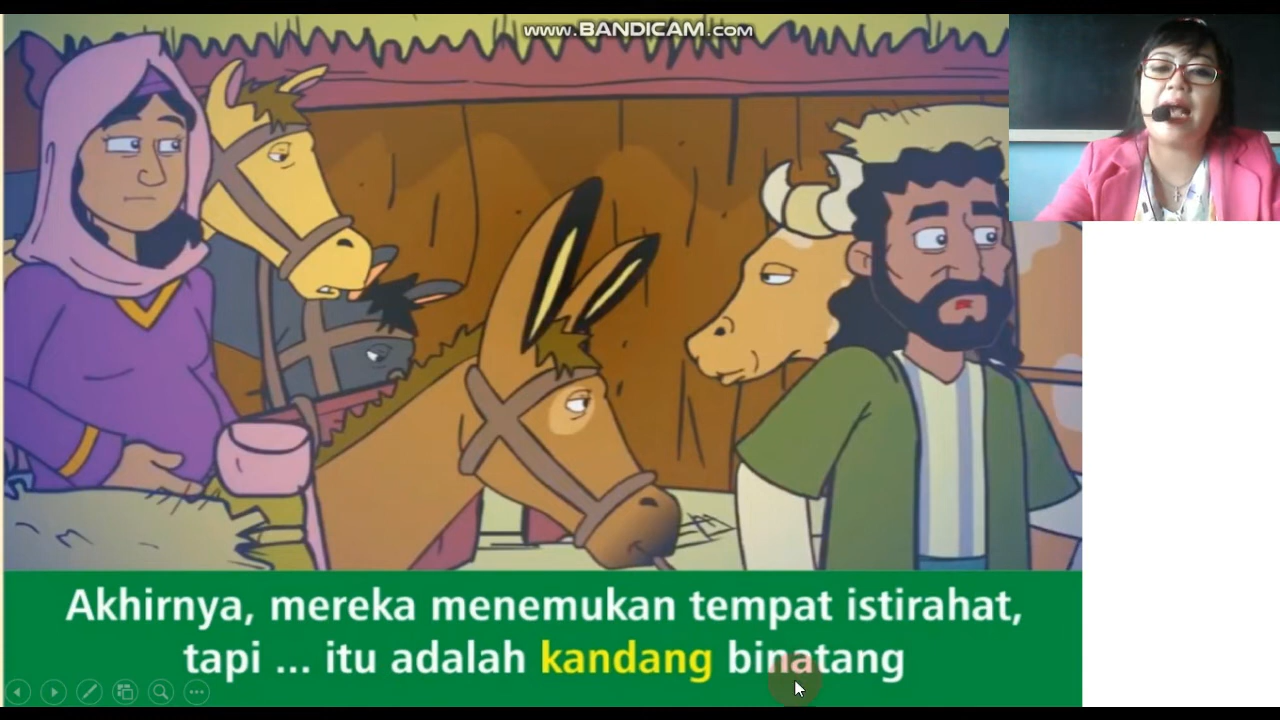 www.BANDICAM.com
Akhirnya, mereka menemukan tempat istirahat,
tapi ... itu adalah kandang binatang